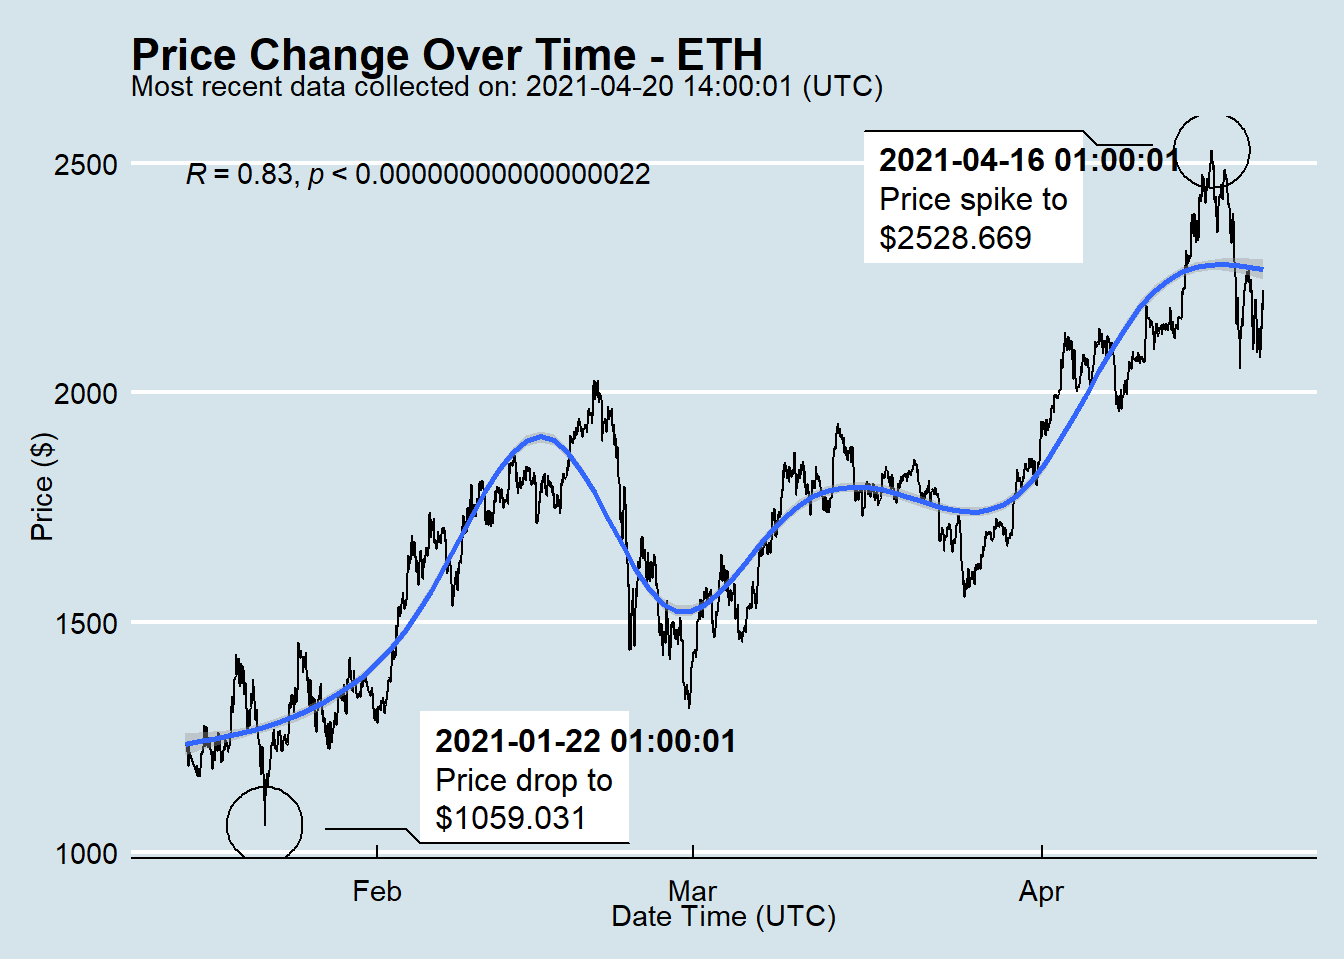 Price Change Over Time - ETH
Most recent data collected on: 2021-04-20 14:00:01 (UTC)
R = 0.83, p < 0.00000000000000022
2021-04-16 01:00:01
Price spike to
$2528.669
2021-01-22 01:00:01
Price drop to
$1059.031
2500
2000
1500
1000
Price ($)
Feb
Mar
Apr
Date Time (UTC)